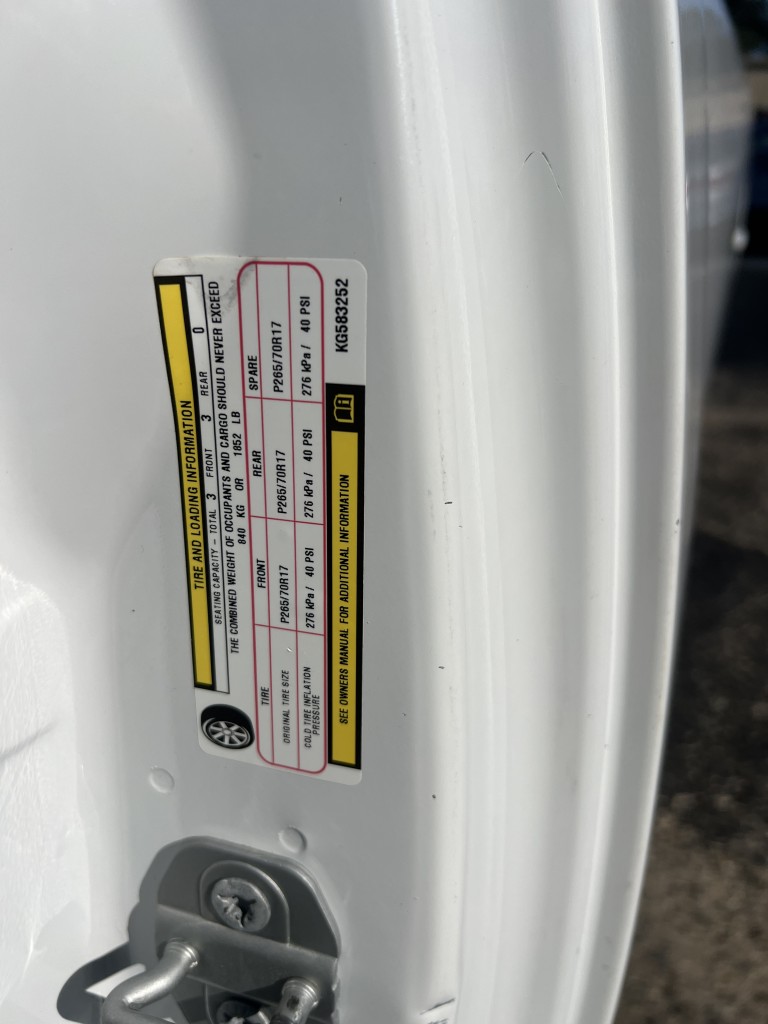 TIRE AND LOADING INFORMATION
SEATING CAPACITY – TOTAL 3 FRONT 3 REAR 0
THE COMBINED WEIGHT OF OCCUPANTS AND CARGO SHOULD NEVER EXCEED
840 KG OR 1852 LB
TIRE FRONT REAR SPARE
ORIGINAL TIRE SIZE P265/70R17 P265/70R17 P265/70R17
COLD TIRE INFLATION
PRESSURE 276 kPa / 40 PSI 276 kPa / 40 PSI 276 kPa / 40 PSI
SEE OWNERS MANUAL FOR ADDITIONAL INFORMATION
KG583252